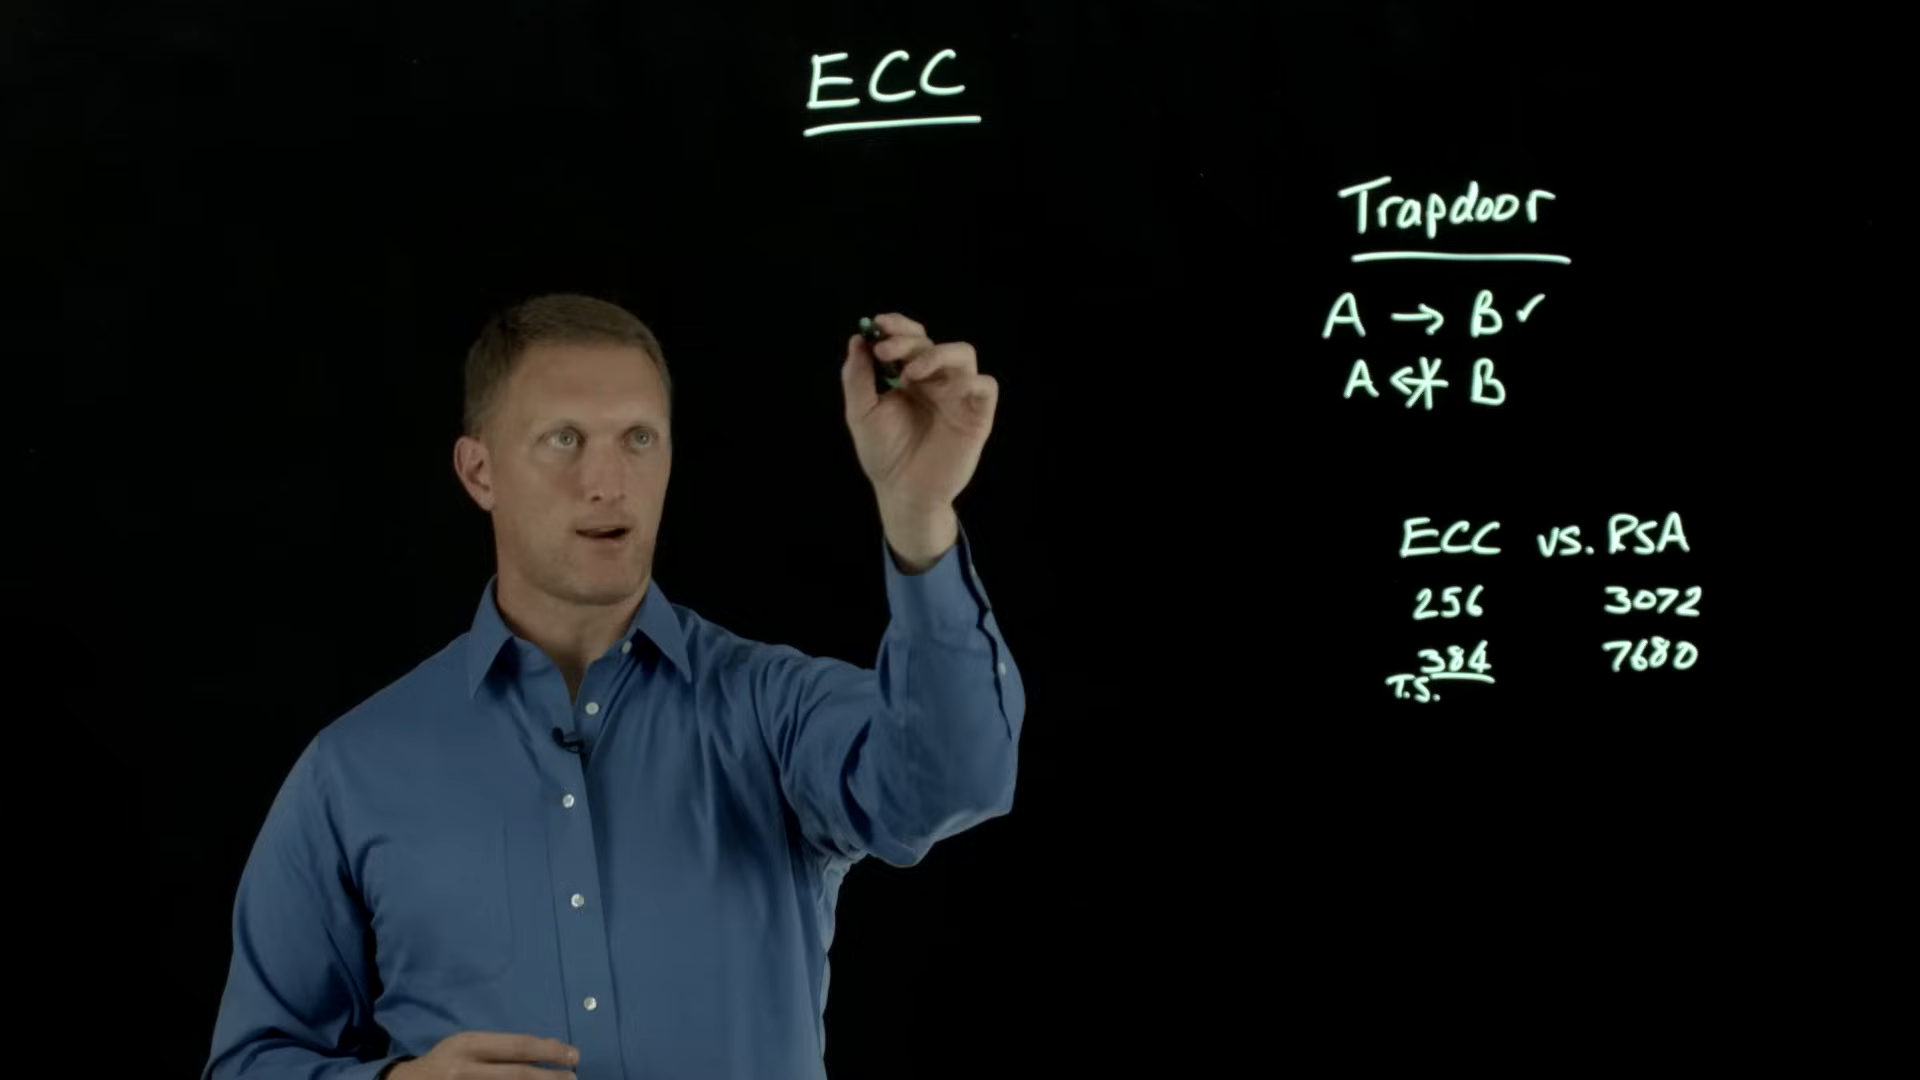 ECC
Trapdoor
A → B ✓
A ⇷ B
ECC vs. RSA
256 3072
384 7680
T.S.